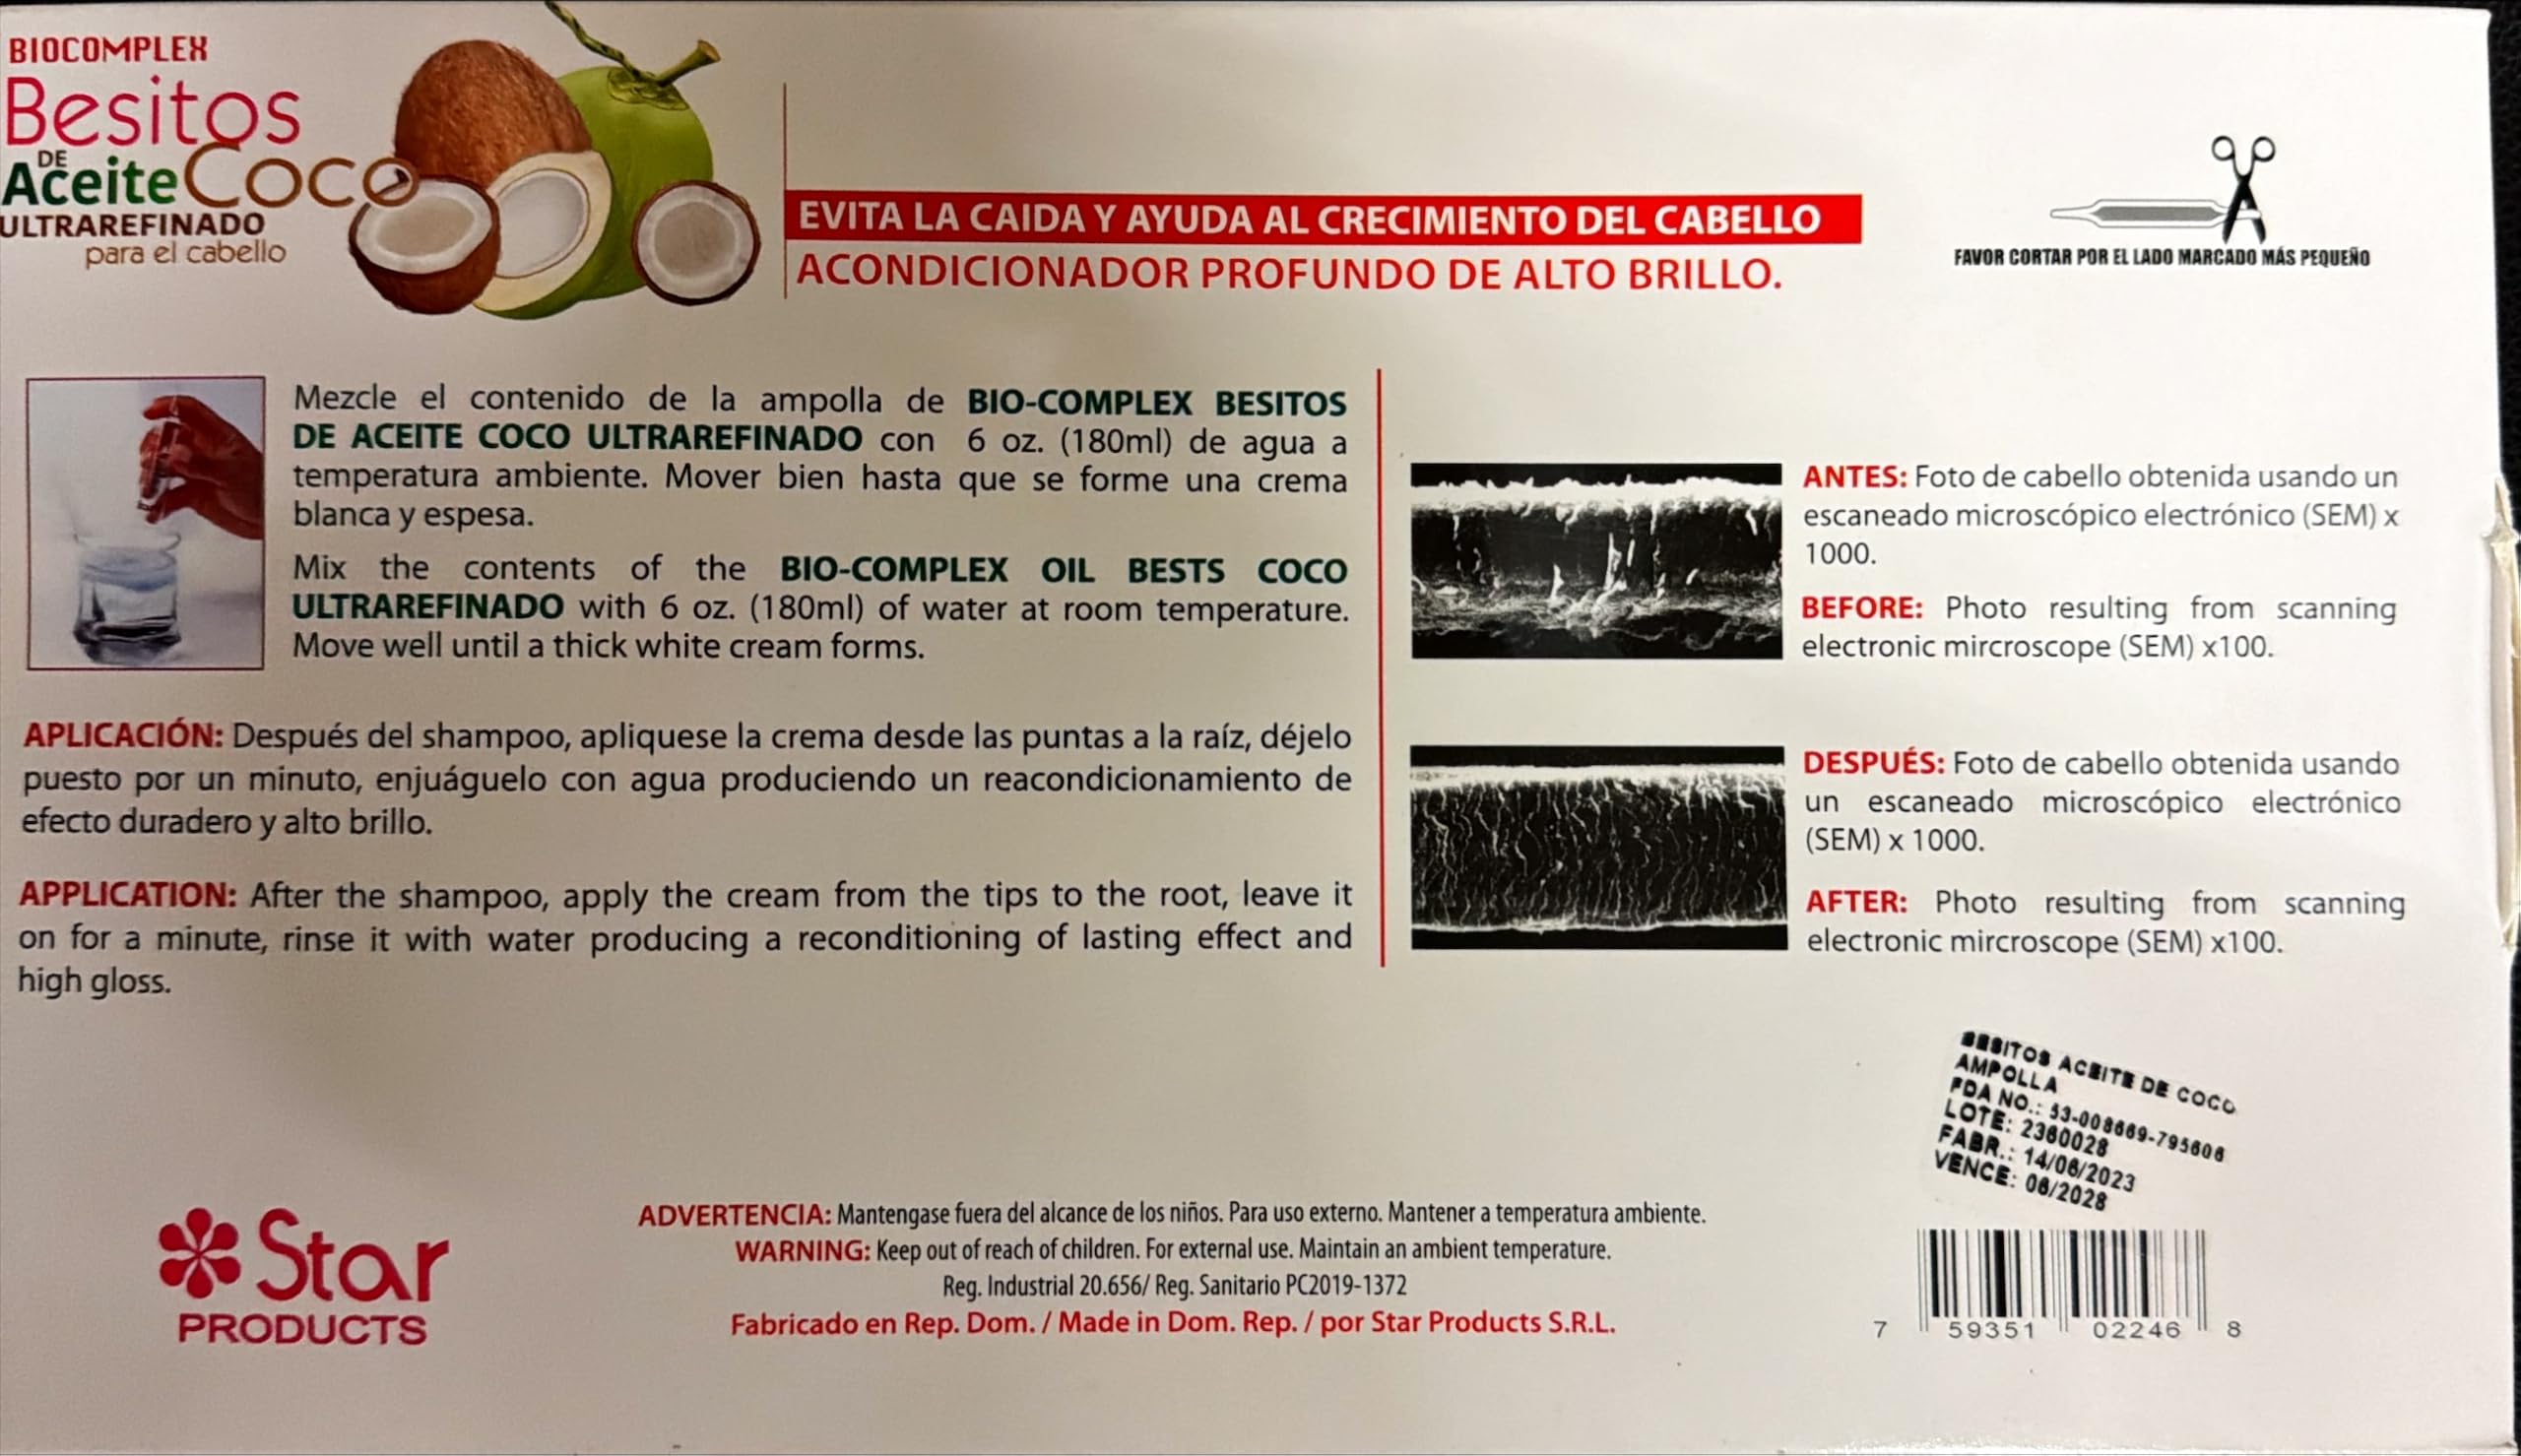 BIOCOMPLEX
Besitos
DE
Aceite Coco
ULTRAREFINADO
para el cabello
EVITA LA CAIDA Y AYUDA AL CRECIMIENTO DEL CABELLO
ACONDICIONADOR PROFUNDO DE ALTO BRILLO.
FAVOR CORTAR POR EL LADO MARCADO MÁS PEQUEÑO
Mezcle el contenido de la ampolla de BIO-COMPLEX BESITOS
DE ACEITE COCO ULTRAREFINADO con 6 oz. (180ml) de agua a
temperatura ambiente. Mover bien hasta que se forme una crema
blanca y espesa.
Mix the contents of the BIO-COMPLEX OIL BESTS COCO
ULTRAREFINADO with 6 oz. (180ml) of water at room temperature.
Move well until a thick white cream forms.
APLICACIÓN: Después del shampoo, apliquese la crema desde las puntas a la raíz, déjelo
puesto por un minuto, enjuáguelo con agua produciendo un reacondicionamiento de
efecto duradero y alto brillo.
APPLICATION: After the shampoo, apply the cream from the tips to the root, leave it
on for a minute, rinse it with water producing a reconditioning of lasting effect and
high gloss.
ANTES: Foto de cabello obtenida usando un
escaneado microscópico electrónico (SEM) x
1000.
BEFORE: Photo resulting from scanning
electronic mircroscope (SEM) x100.
DESPUÉS: Foto de cabello obtenida usando
un escaneado microscópico electrónico
(SEM) x 1000.
AFTER: Photo resulting from scanning
electronic mircroscope (SEM) x100.
BESITOS ACEITE DE COCO
AMPOLLA
FDA NO.: 53-008669-795606
LOTE: 2360028
FABR.: 14/06/2023
VENCE: 06/2028
Star
PRODUCTS
ADVERTENCIA: Mantengase fuera del alcance de los niños. Para uso externo. Mantener a temperatura ambiente.
WARNING: Keep out of reach of children. For external use. Maintain an ambient temperature.
Reg. Industrial 20.656/ Reg. Sanitario PC2019-1372
Fabricado en Rep. Dom. / Made in Dom. Rep. / por Star Products S.R.L.
7 59351 02246 8